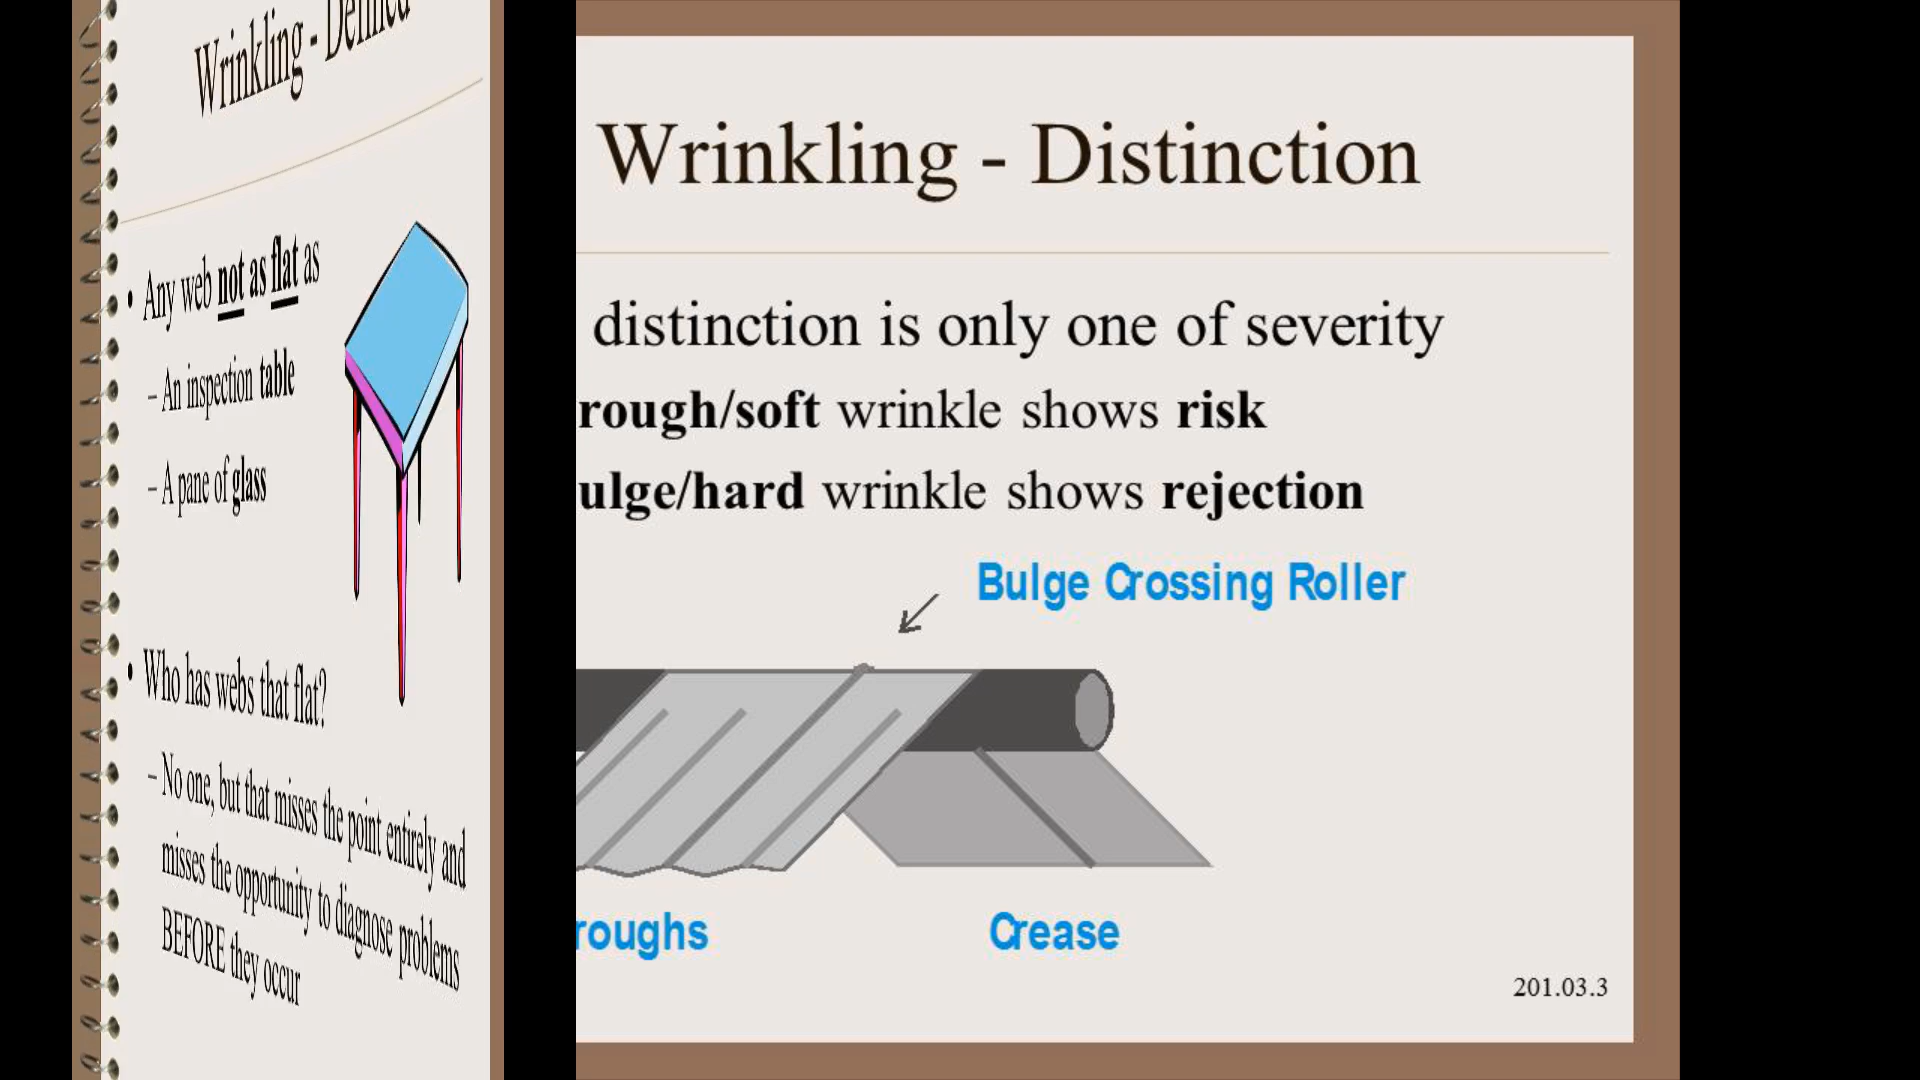 Wrinkling - Defined
• Any web not as flat as
– An inspection table
– A pane of glass
• Who has webs that flat?
– No one, but that misses the point entirely and
misses the opportunity to diagnose problems
BEFORE they occur
Wrinkling - Distinction
distinction is only one of severity
rough/soft wrinkle shows risk
ulge/hard wrinkle shows rejection
Bulge Crossing Roller
roughs
Crease
201.03.3